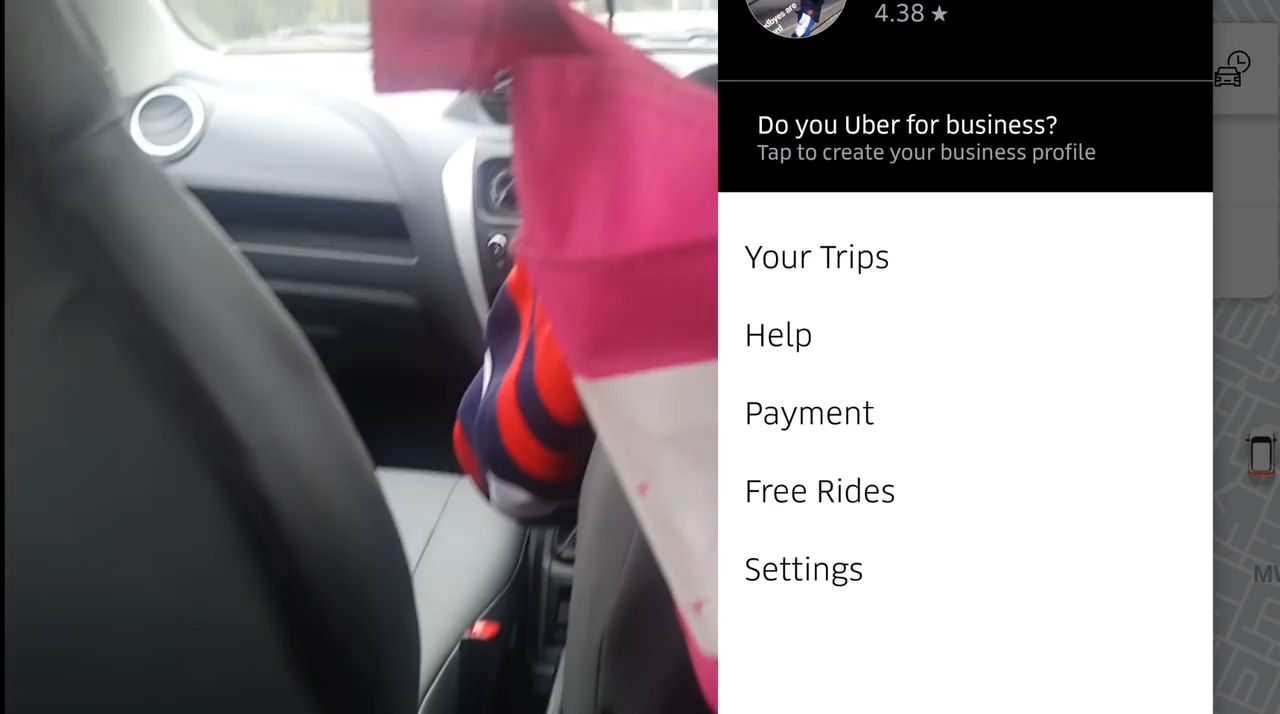 4.38 ★
Do you Uber for business?
Tap to create your business profile
Your Trips
Help
Payment
Free Rides
Settings